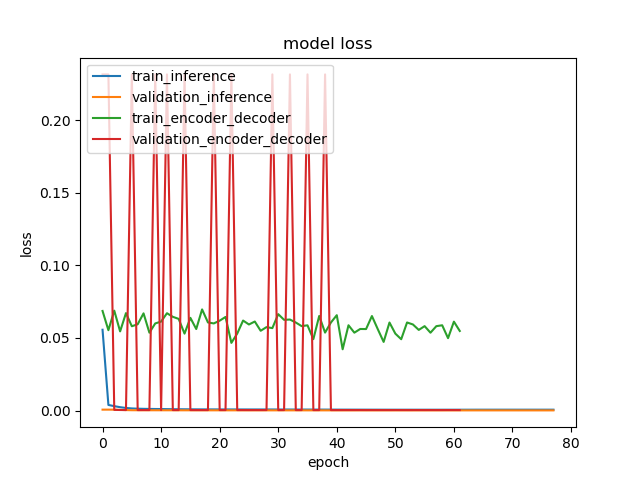 model loss
train_inference
validation_inference
train_encoder_decoder
validation_encoder_decoder
loss
0.20
0.15
0.10
0.05
0.00
0 10 20 30 40 50 60 70 80
epoch